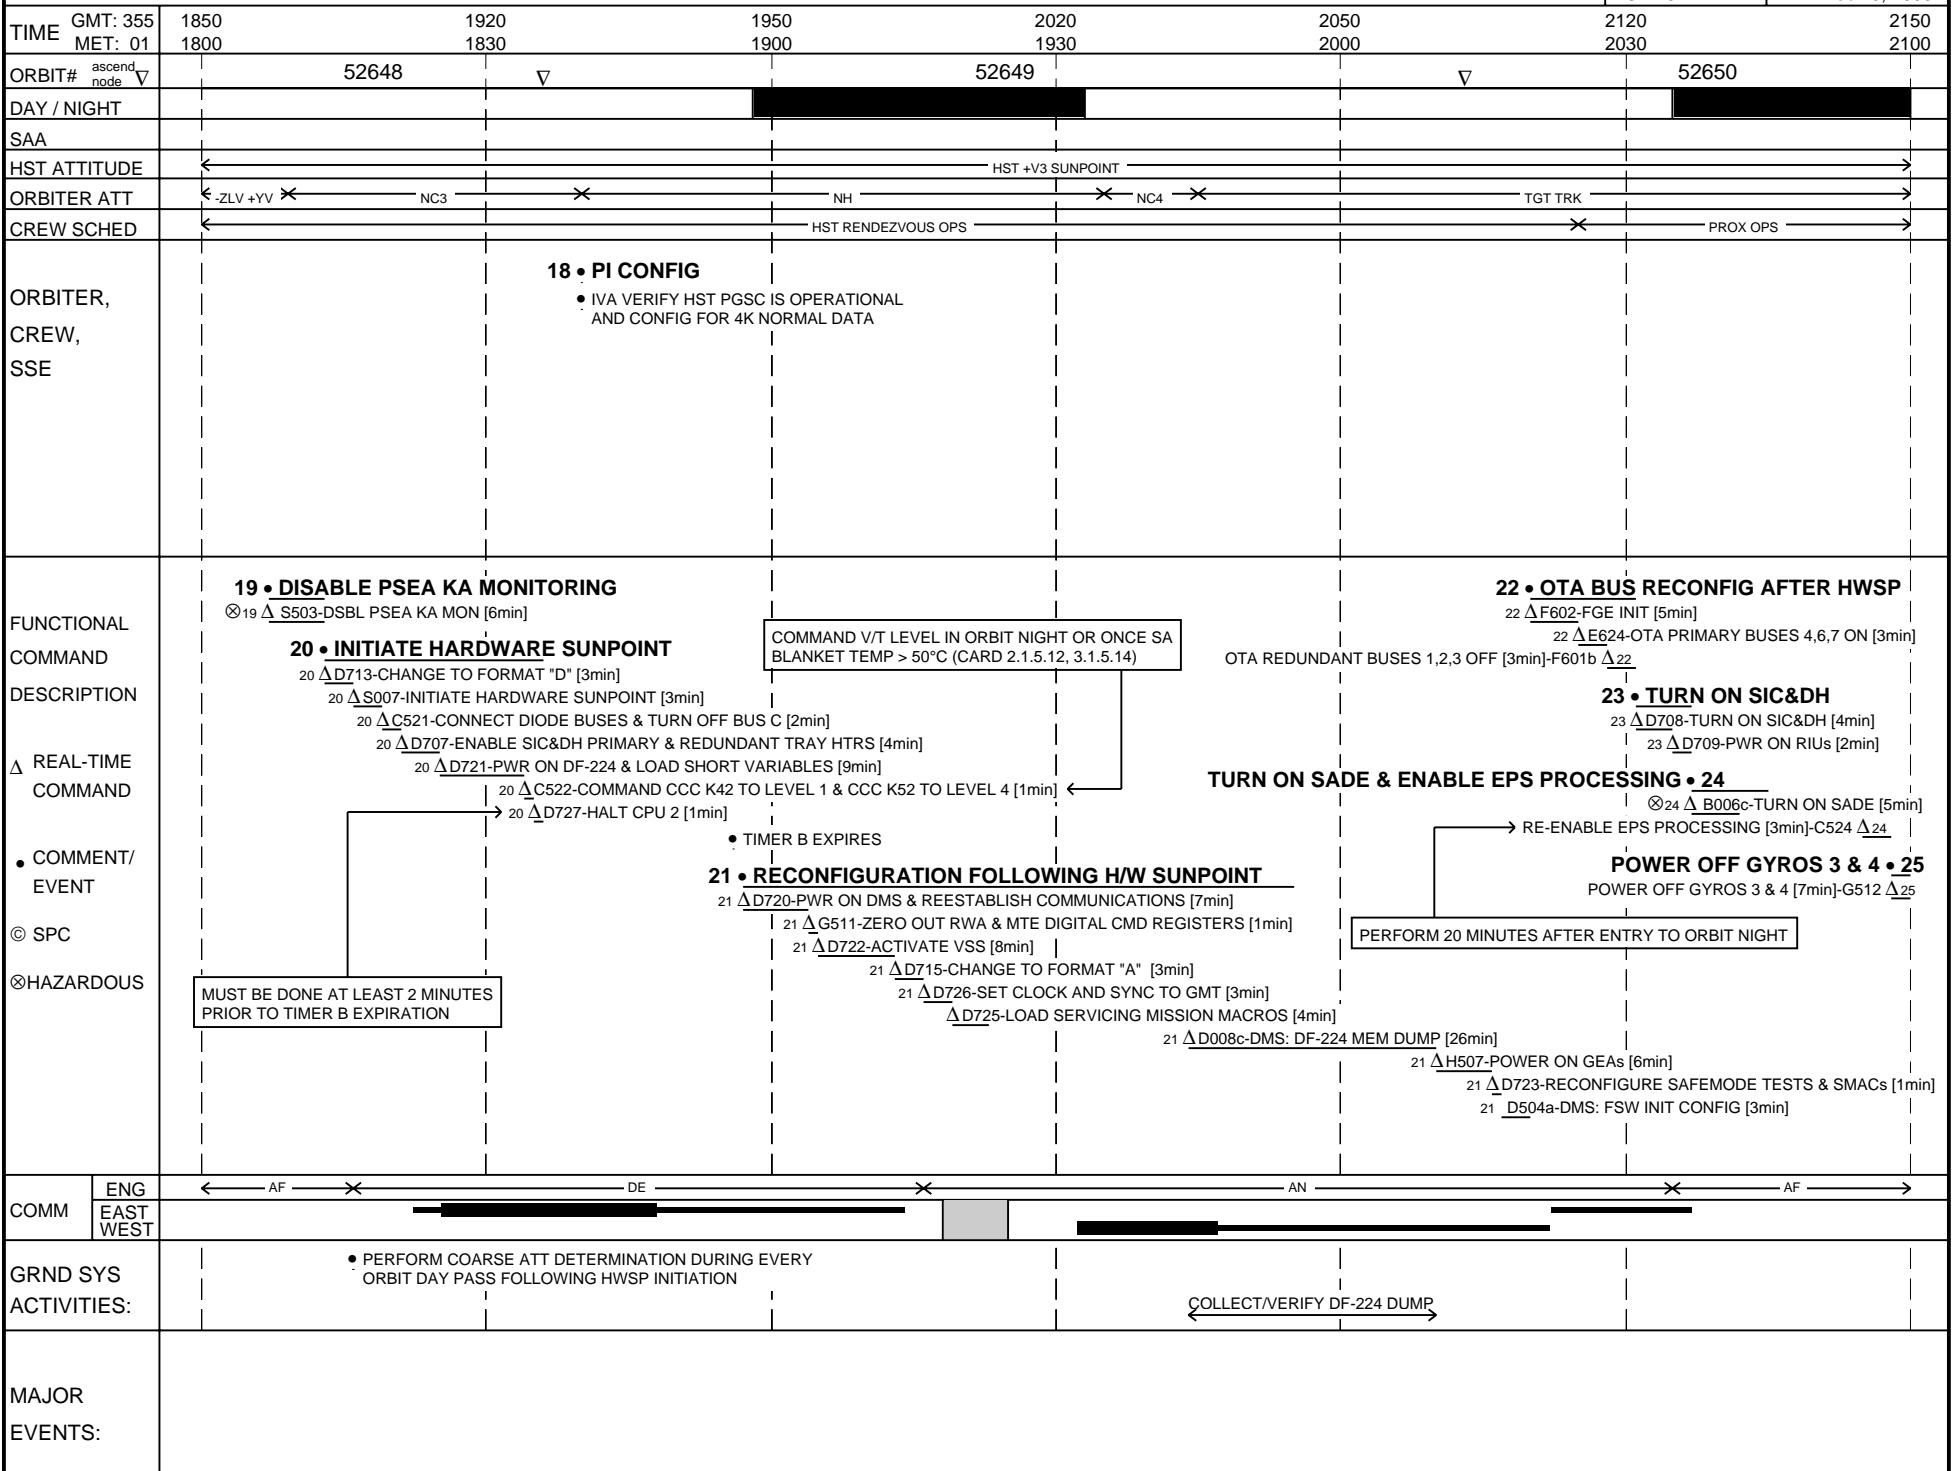 TIME GMT: 355 1850 1920 1950 2020 2050 2120 2150
MET: 01 1800 1830 1900 1930 2000 2030 2100
ORBIT# ascend node ∇ 52648 ∇ 52649 ∇ 52650
DAY / NIGHT
SAA
HST ATTITUDE HST +V3 SUNPOINT
ORBITER ATT -ZLV +YV NC3 NH NC4 TGT TRK
CREW SCHED HST RENDEZVOUS OPS PROX OPS
ORBITER,
CREW,
SSE
18 • PI CONFIG
• IVA VERIFY HST PGSC IS OPERATIONAL
AND CONFIG FOR 4K NORMAL DATA
FUNCTIONAL
COMMAND
DESCRIPTION
Δ REAL-TIME
COMMAND
• COMMENT/
EVENT
© SPC
⊗HAZARDOUS
19 • DISABLE PSEA KA MONITORING
⊗19 Δ S503-DSBL PSEA KA MON [6min]
20 • INITIATE HARDWARE SUNPOINT
20 Δ D713-CHANGE TO FORMAT "D" [3min]
20 Δ S007-INITIATE HARDWARE SUNPOINT [3min]
20 Δ C521-CONNECT DIODE BUSES & TURN OFF BUS C [2min]
20 Δ D707-ENABLE SIC&DH PRIMARY & REDUNDANT TRAY HTRS [4min]
20 Δ D721-PWR ON DF-224 & LOAD SHORT VARIABLES [9min]
20 Δ C522-COMMAND CCC K42 TO LEVEL 1 & CCC K52 TO LEVEL 4 [1min]
20 Δ D727-HALT CPU 2 [1min]
COMMAND V/T LEVEL IN ORBIT NIGHT OR ONCE SA
BLANKET TEMP > 50°C (CARD 2.1.5.12, 3.1.5.14)
• TIMER B EXPIRES
MUST BE DONE AT LEAST 2 MINUTES
PRIOR TO TIMER B EXPIRATION
21 • RECONFIGURATION FOLLOWING H/W SUNPOINT
21 Δ D720-PWR ON DMS & REESTABLISH COMMUNICATIONS [7min]
21 Δ G511-ZERO OUT RWA & MTE DIGITAL CMD REGISTERS [1min]
21 Δ D722-ACTIVATE VSS [8min]
21 Δ D715-CHANGE TO FORMAT "A" [3min]
21 Δ D726-SET CLOCK AND SYNC TO GMT [3min]
Δ D725-LOAD SERVICING MISSION MACROS [4min]
21 Δ D008c-DMS: DF-224 MEM DUMP [26min]
21 Δ H507-POWER ON GEAs [6min]
21 Δ D723-RECONFIGURE SAFEMODE TESTS & SMACs [1min]
21 D504a-DMS: FSW INIT CONFIG [3min]
22 • OTA BUS RECONFIG AFTER HWSP
22 Δ F602-FGE INIT [5min]
22 Δ E624-OTA PRIMARY BUSES 4,6,7 ON [3min]
OTA REDUNDANT BUSES 1,2,3 OFF [3min]-F601b Δ 22
23 • TURN ON SIC&DH
23 Δ D708-TURN ON SIC&DH [4min]
23 Δ D709-PWR ON RIUs [2min]
TURN ON SADE & ENABLE EPS PROCESSING • 24
⊗24 Δ B006c-TURN ON SADE [5min]
RE-ENABLE EPS PROCESSING [3min]-C524 Δ 24
POWER OFF GYROS 3 & 4 • 25
POWER OFF GYROS 3 & 4 [7min]-G512 Δ 25
PERFORM 20 MINUTES AFTER ENTRY TO ORBIT NIGHT
COMM ENG AF DE AN AF
EAST
WEST
GRND SYS
ACTIVITIES:
• PERFORM COARSE ATT DETERMINATION DURING EVERY
ORBIT DAY PASS FOLLOWING HWSP INITIATION
COLLECT/VERIFY DF-224 DUMP
MAJOR
EVENTS: